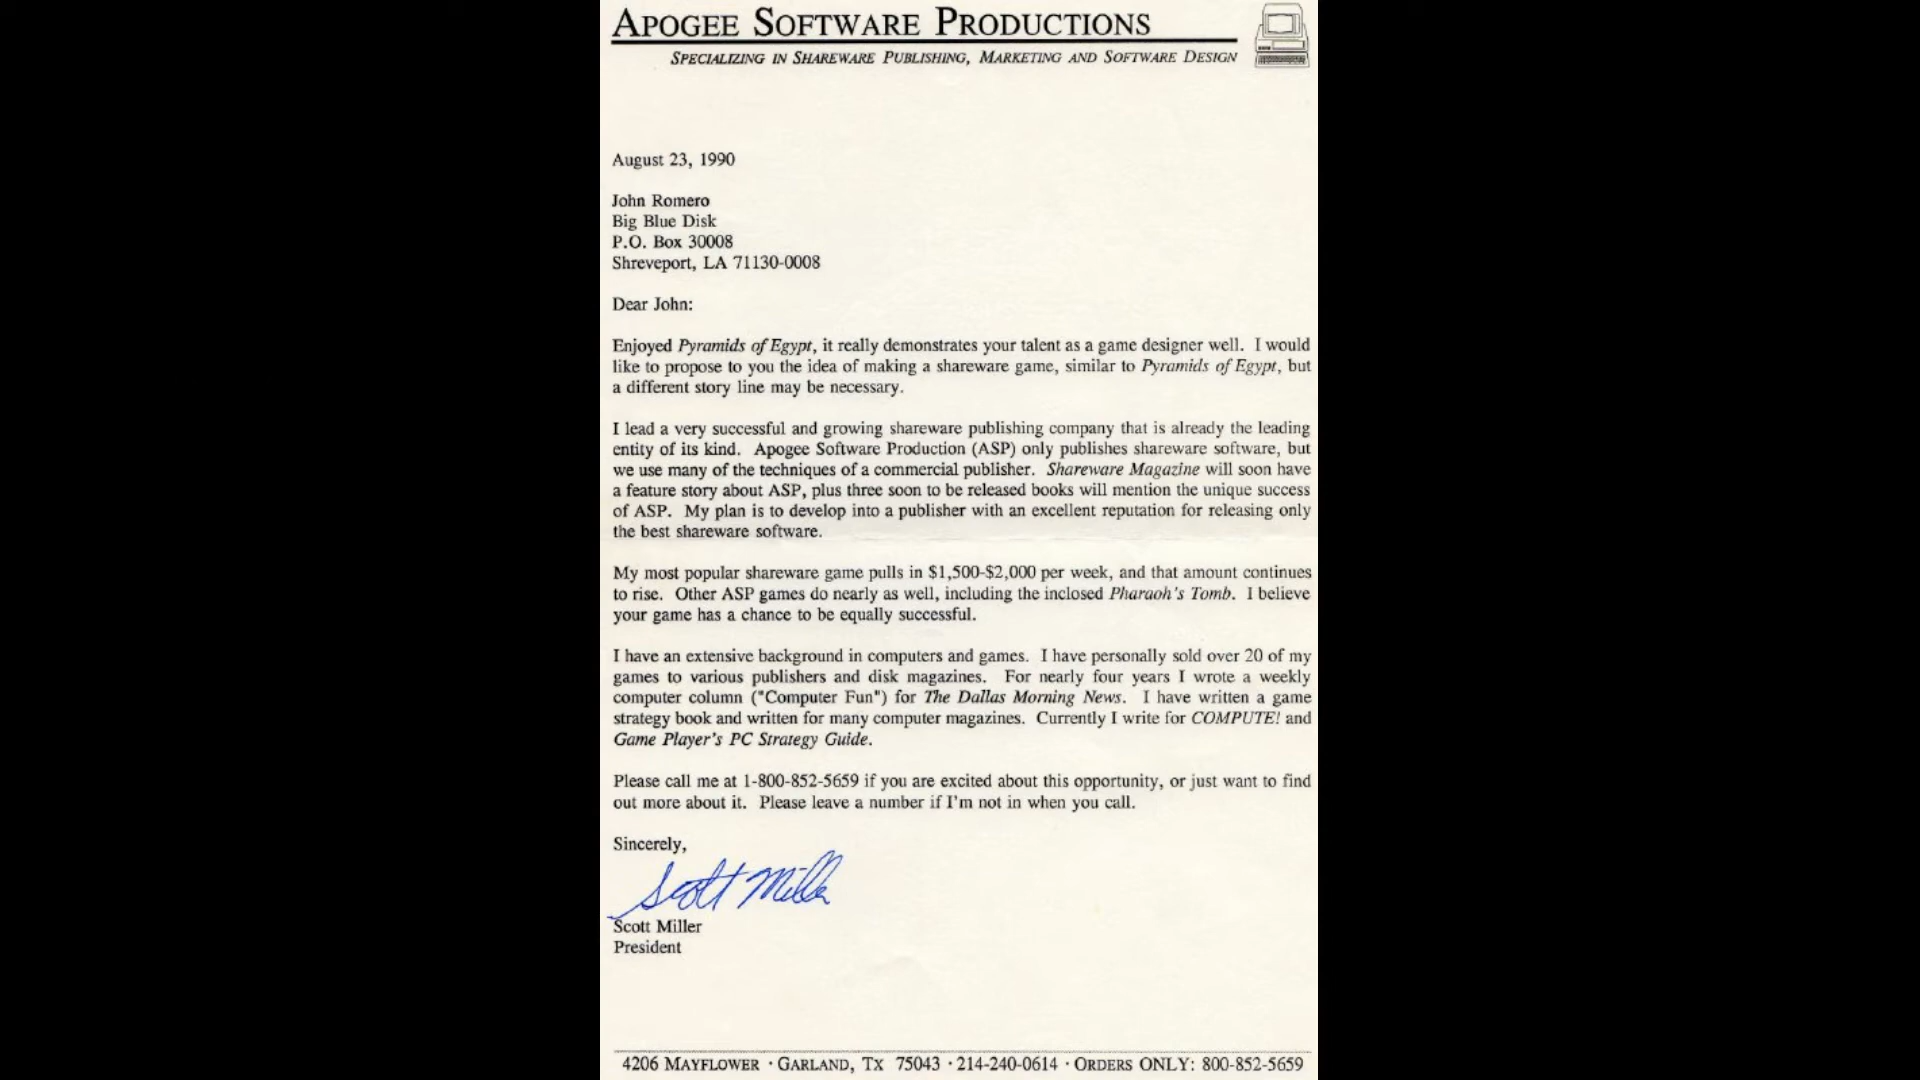 APOGEE SOFTWARE PRODUCTIONS
SPECIALIZING IN SHAREWARE PUBLISHING, MARKETING AND SOFTWARE DESIGN
August 23, 1990
John Romero
Big Blue Disk
P.O. Box 30008
Shreveport, LA 71130-0008
Dear John:
Enjoyed Pyramids of Egypt, it really demonstrates your talent as a game designer well. I would
like to propose to you the idea of making a shareware game, similar to Pyramids of Egypt, but
a different story line may be necessary.
I lead a very successful and growing shareware publishing company that is already the leading
entity of its kind. Apogee Software Production (ASP) only publishes shareware software, but
we use many of the techniques of a commercial publisher. Shareware Magazine will soon have
a feature story about ASP, plus three soon to be released books will mention the unique success
of ASP. My plan is to develop into a publisher with an excellent reputation for releasing only
the best shareware software.
My most popular shareware game pulls in $1,500-$2,000 per week, and that amount continues
to rise. Other ASP games do nearly as well, including the inclosed Pharaoh's Tomb. I believe
your game has a chance to be equally successful.
I have an extensive background in computers and games. I have personally sold over 20 of my
games to various publishers and disk magazines. For nearly four years I wrote a weekly
computer column ("Computer Fun") for The Dallas Morning News. I have written a game
strategy book and written for many computer magazines. Currently I write for COMPUTE! and
Game Player's PC Strategy Guide.
Please call me at 1-800-852-5659 if you are excited about this opportunity, or just want to find
out more about it. Please leave a number if I'm not in when you call.
Sincerely,
Scott Miller
Scott Miller
President
4206 MAYFLOWER · GARLAND, TX 75043 · 214-240-0614 · ORDERS ONLY: 800-852-5659